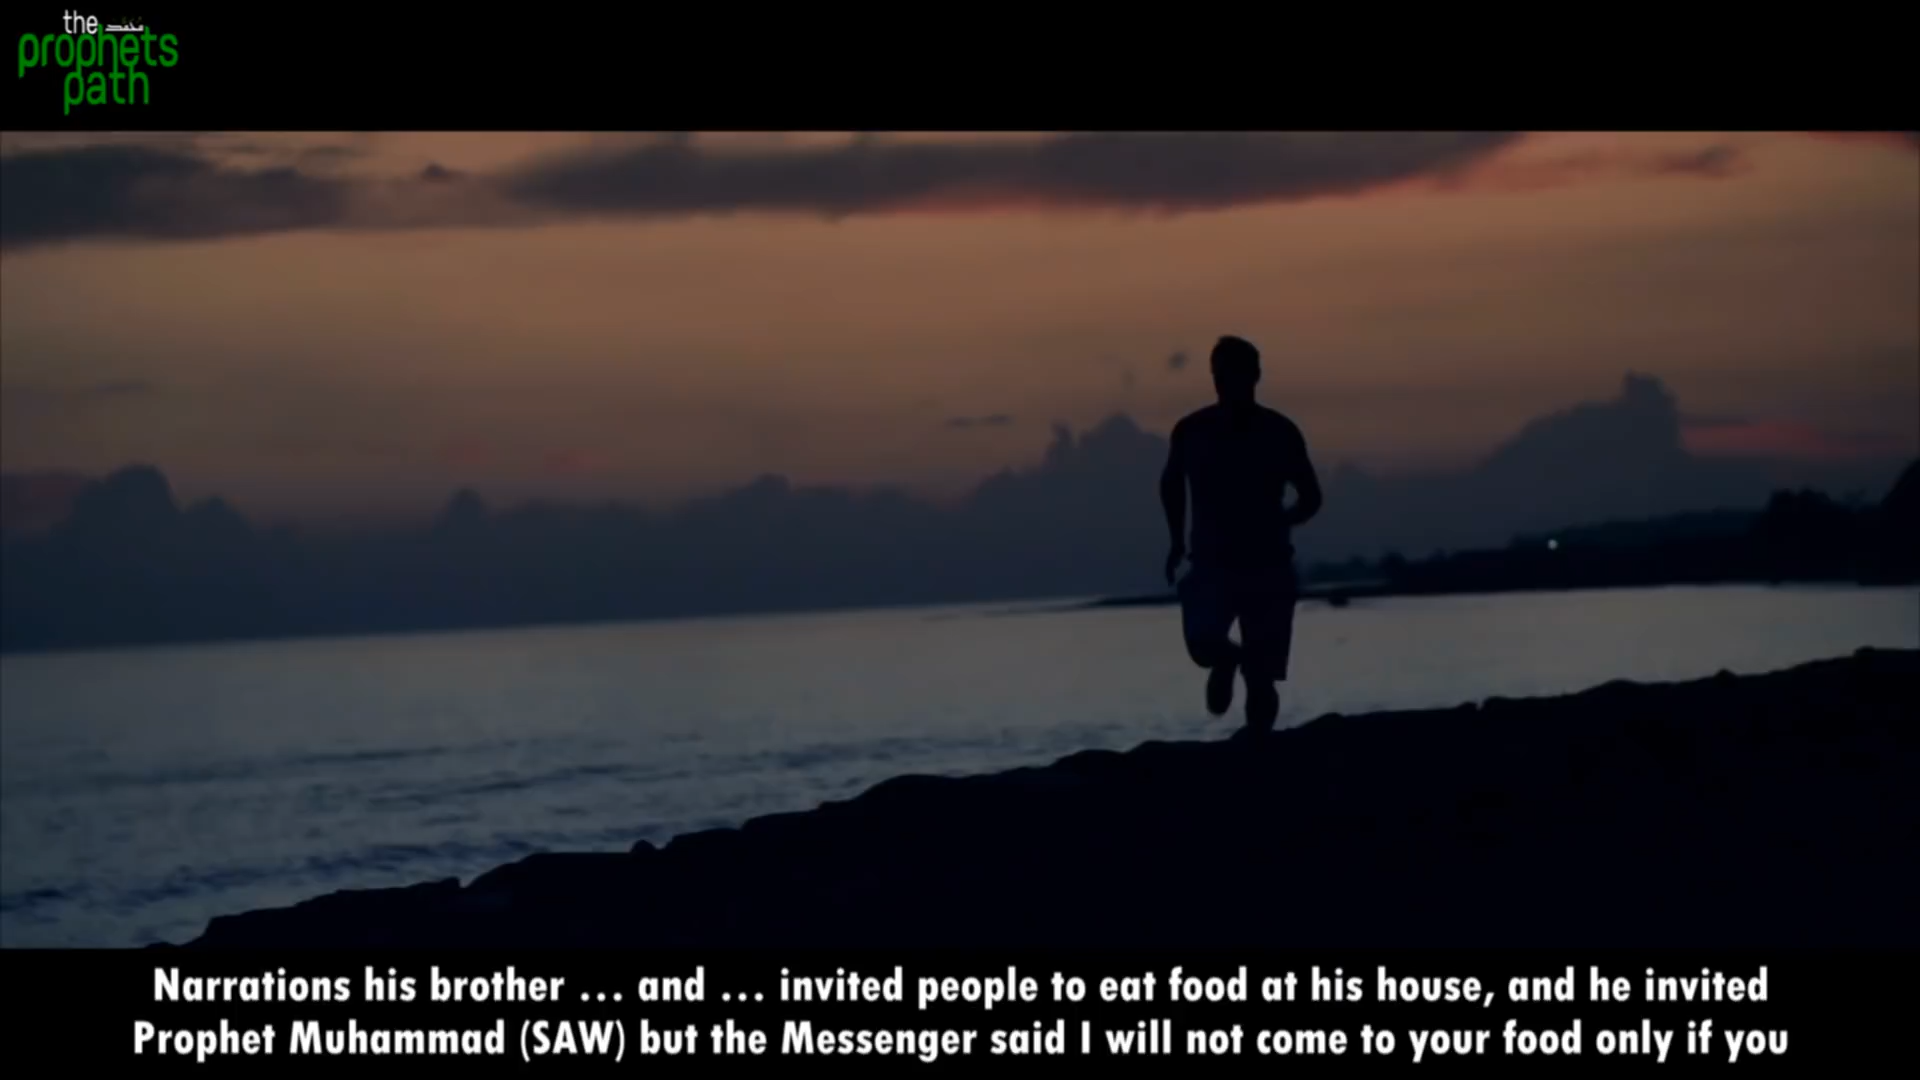 the محمد
prophets
path
Narrations his brother ... and ... invited people to eat food at his house, and he invited
Prophet Muhammad (SAW) but the Messenger said I will not come to your food only if you